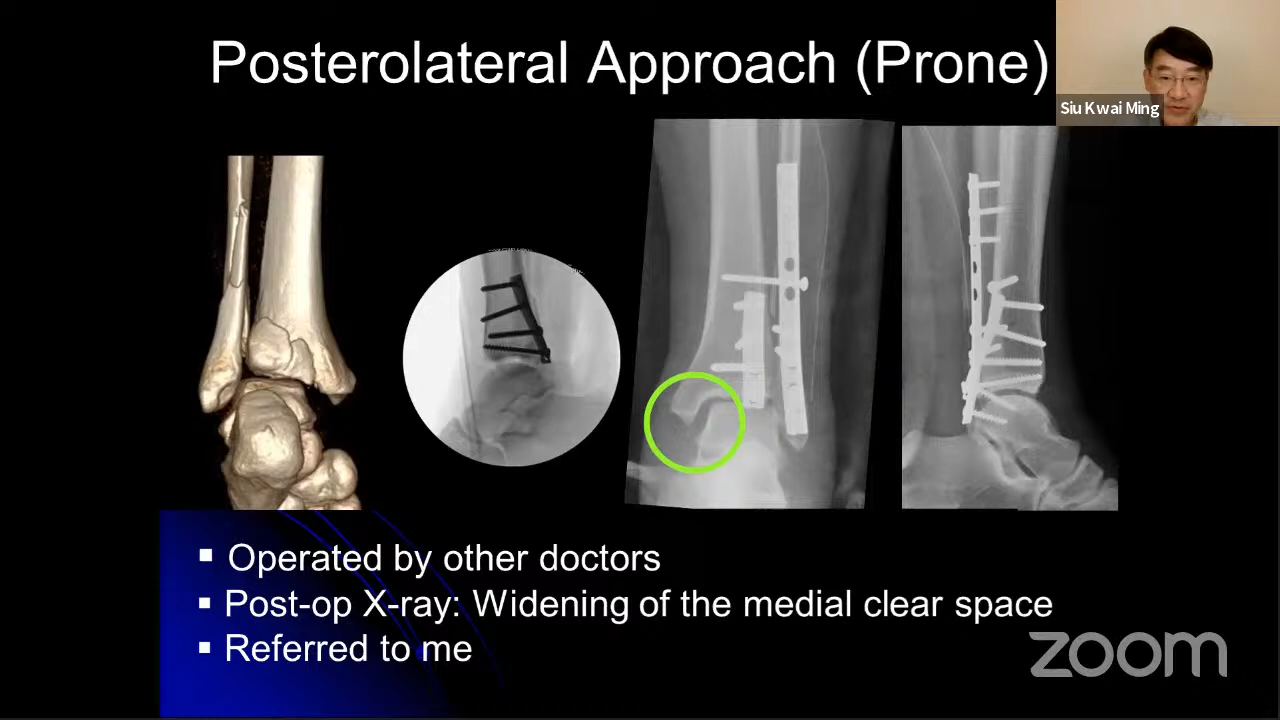 Posterolateral Approach (Prone)
Siu Kwai Ming
▪ Operated by other doctors
▪ Post-op X-ray: Widening of the medial clear space
▪ Referred to me
zoom